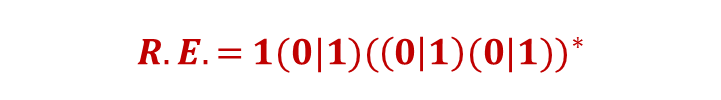 R. E. = 1(0|1)((0|1)(0|1))*